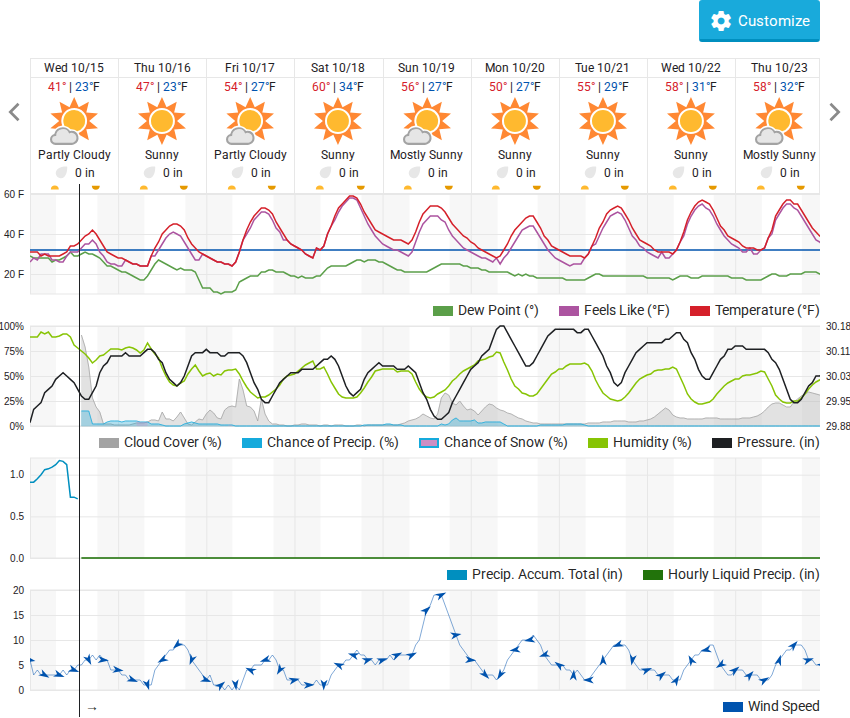 Customize
Wed 10/15 Thu 10/16 Fri 10/17 Sat 10/18 Sun 10/19 Mon 10/20 Tue 10/21 Wed 10/22 Thu 10/23
41° | 23°F 47° | 23°F 54° | 27°F 60° | 34°F 56° | 27°F 50° | 27°F 55° | 29°F 58° | 31°F 58° | 32°F
Partly Cloudy Sunny Partly Cloudy Sunny Mostly Sunny Sunny Sunny Sunny Mostly Sunny
0 in 0 in 0 in 0 in 0 in 0 in 0 in 0 in 0 in
60 F
40 F
20 F
Dew Point (°) Feels Like (°F) Temperature (°F)
100% 30.18
75% 30.11
50% 30.03
25% 29.95
0% 29.88
Cloud Cover (%) Chance of Precip. (%) Chance of Snow (%) Humidity (%) Pressure. (in)
1.0
0.5
0.0
Precip. Accum. Total (in) Hourly Liquid Precip. (in)
20
15
10
5
0
→ Wind Speed